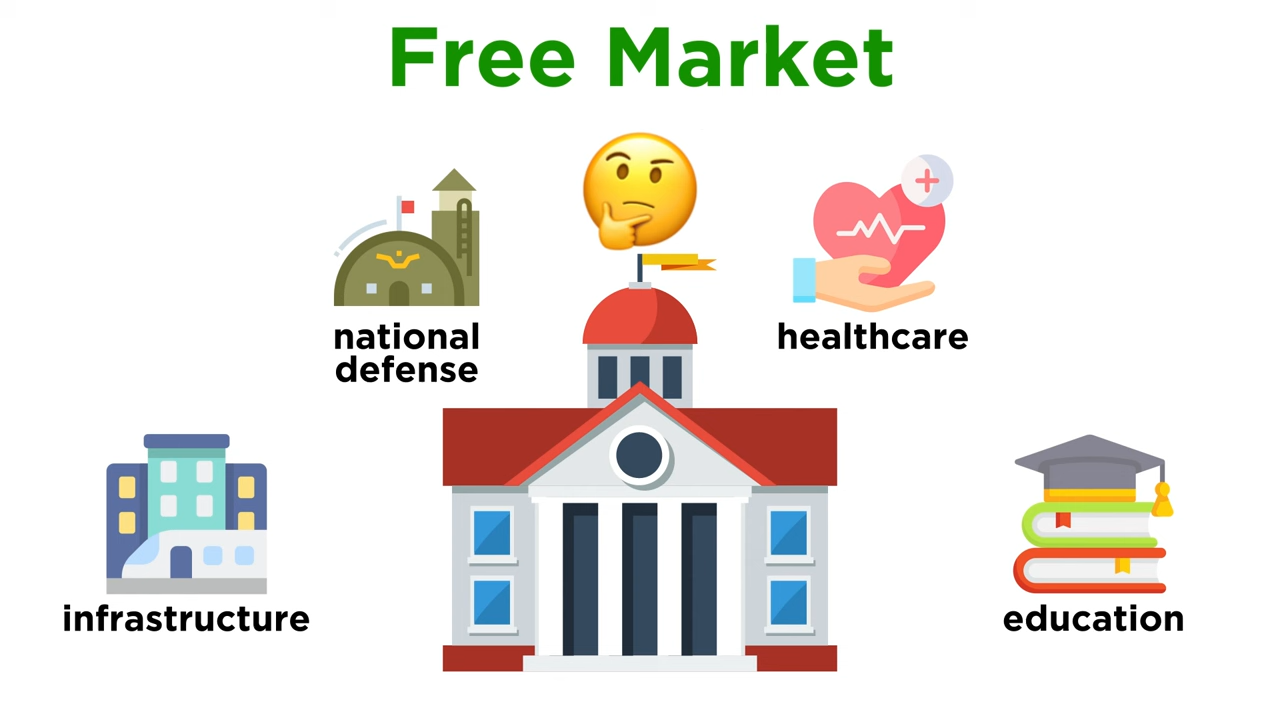 Free Market
national
defense
healthcare
infrastructure
education